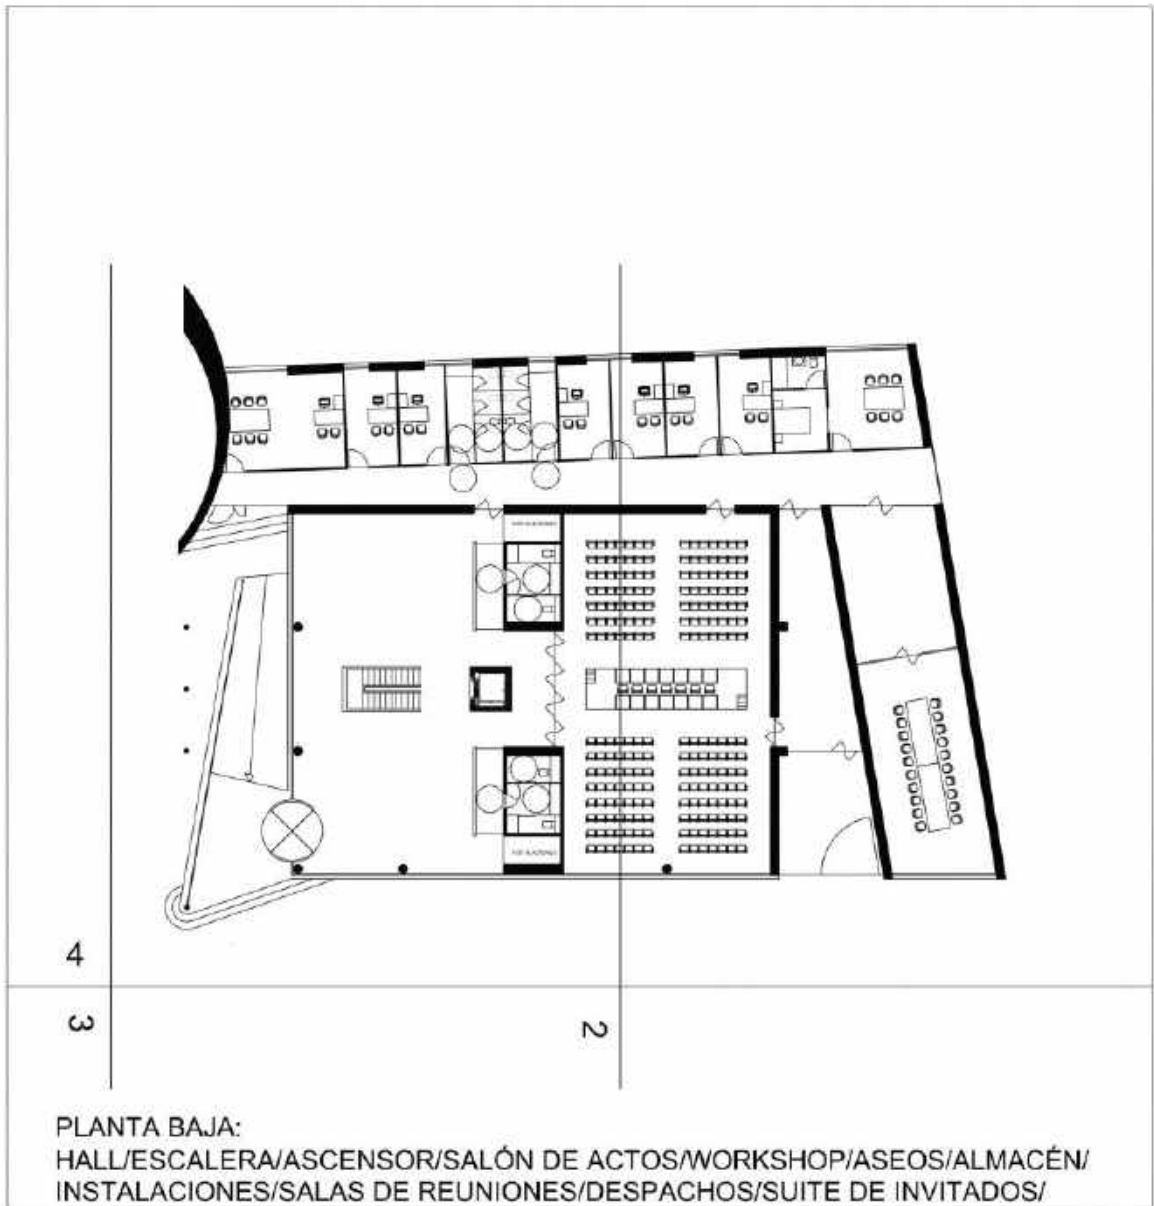 4
3
2
PLANTA BAJA:
HALL/ESCALERA/ASCENSOR/SALÓN DE ACTOS/WORKSHOP/ASEOS/ALMACÉN/
INSTALACIONES/SALAS DE REUNIONES/DESPACHOS/SUITE DE INVITADOS/